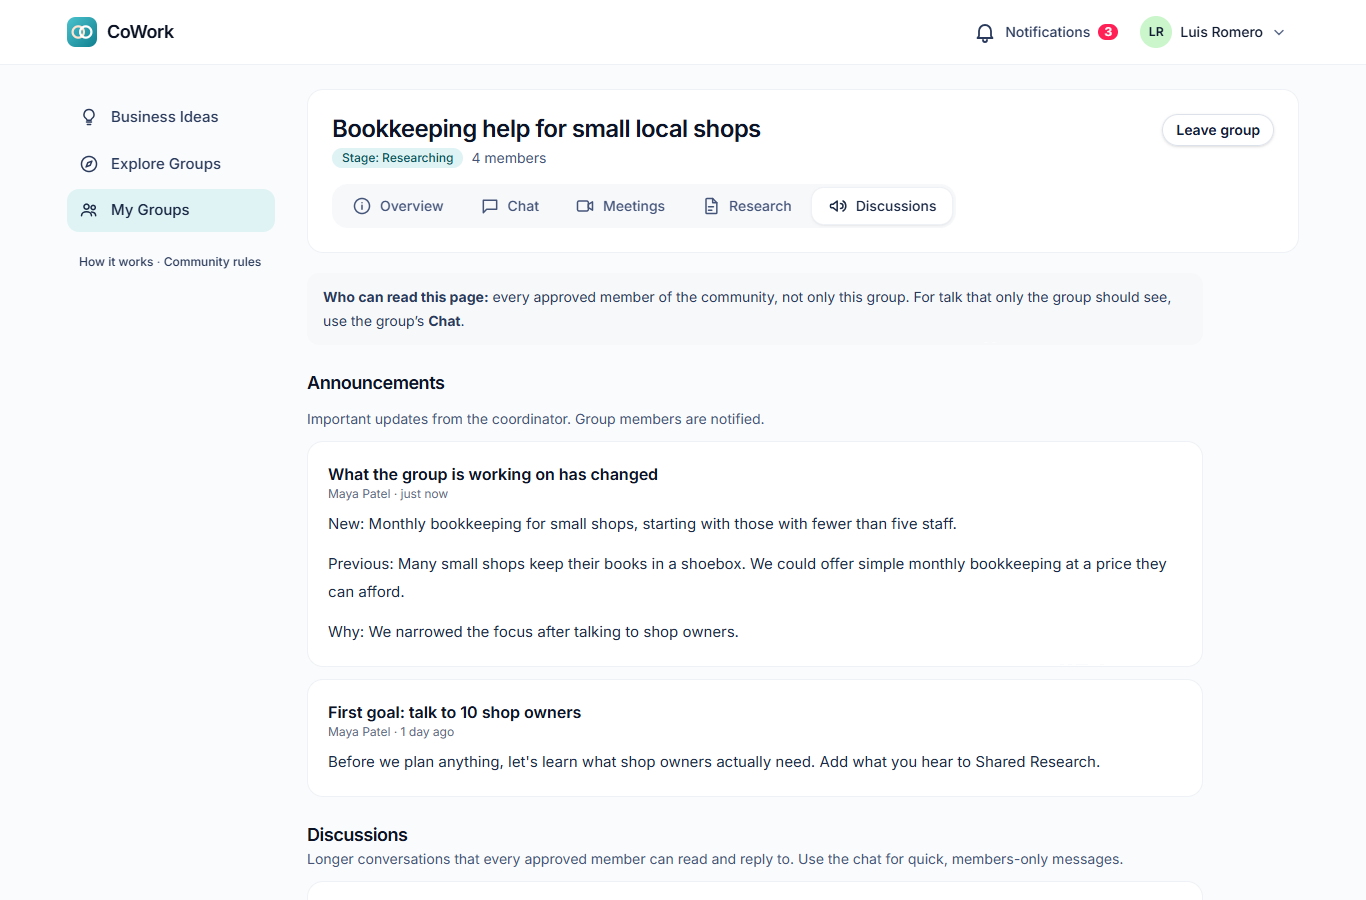 CoWork
Notifications 3
LR Luis Romero
Business Ideas
Explore Groups
My Groups
How it works · Community rules
Bookkeeping help for small local shops
Leave group
Stage: Researching 4 members
Overview Chat Meetings Research Discussions
Who can read this page: every approved member of the community, not only this group. For talk that only the group should see,
use the group’s Chat.
Announcements
Important updates from the coordinator. Group members are notified.
What the group is working on has changed
Maya Patel · just now
New: Monthly bookkeeping for small shops, starting with those with fewer than five staff.
Previous: Many small shops keep their books in a shoebox. We could offer simple monthly bookkeeping at a price they
can afford.
Why: We narrowed the focus after talking to shop owners.
First goal: talk to 10 shop owners
Maya Patel · 1 day ago
Before we plan anything, let's learn what shop owners actually need. Add what you hear to Shared Research.
Discussions
Longer conversations that every approved member can read and reply to. Use the chat for quick, members-only messages.